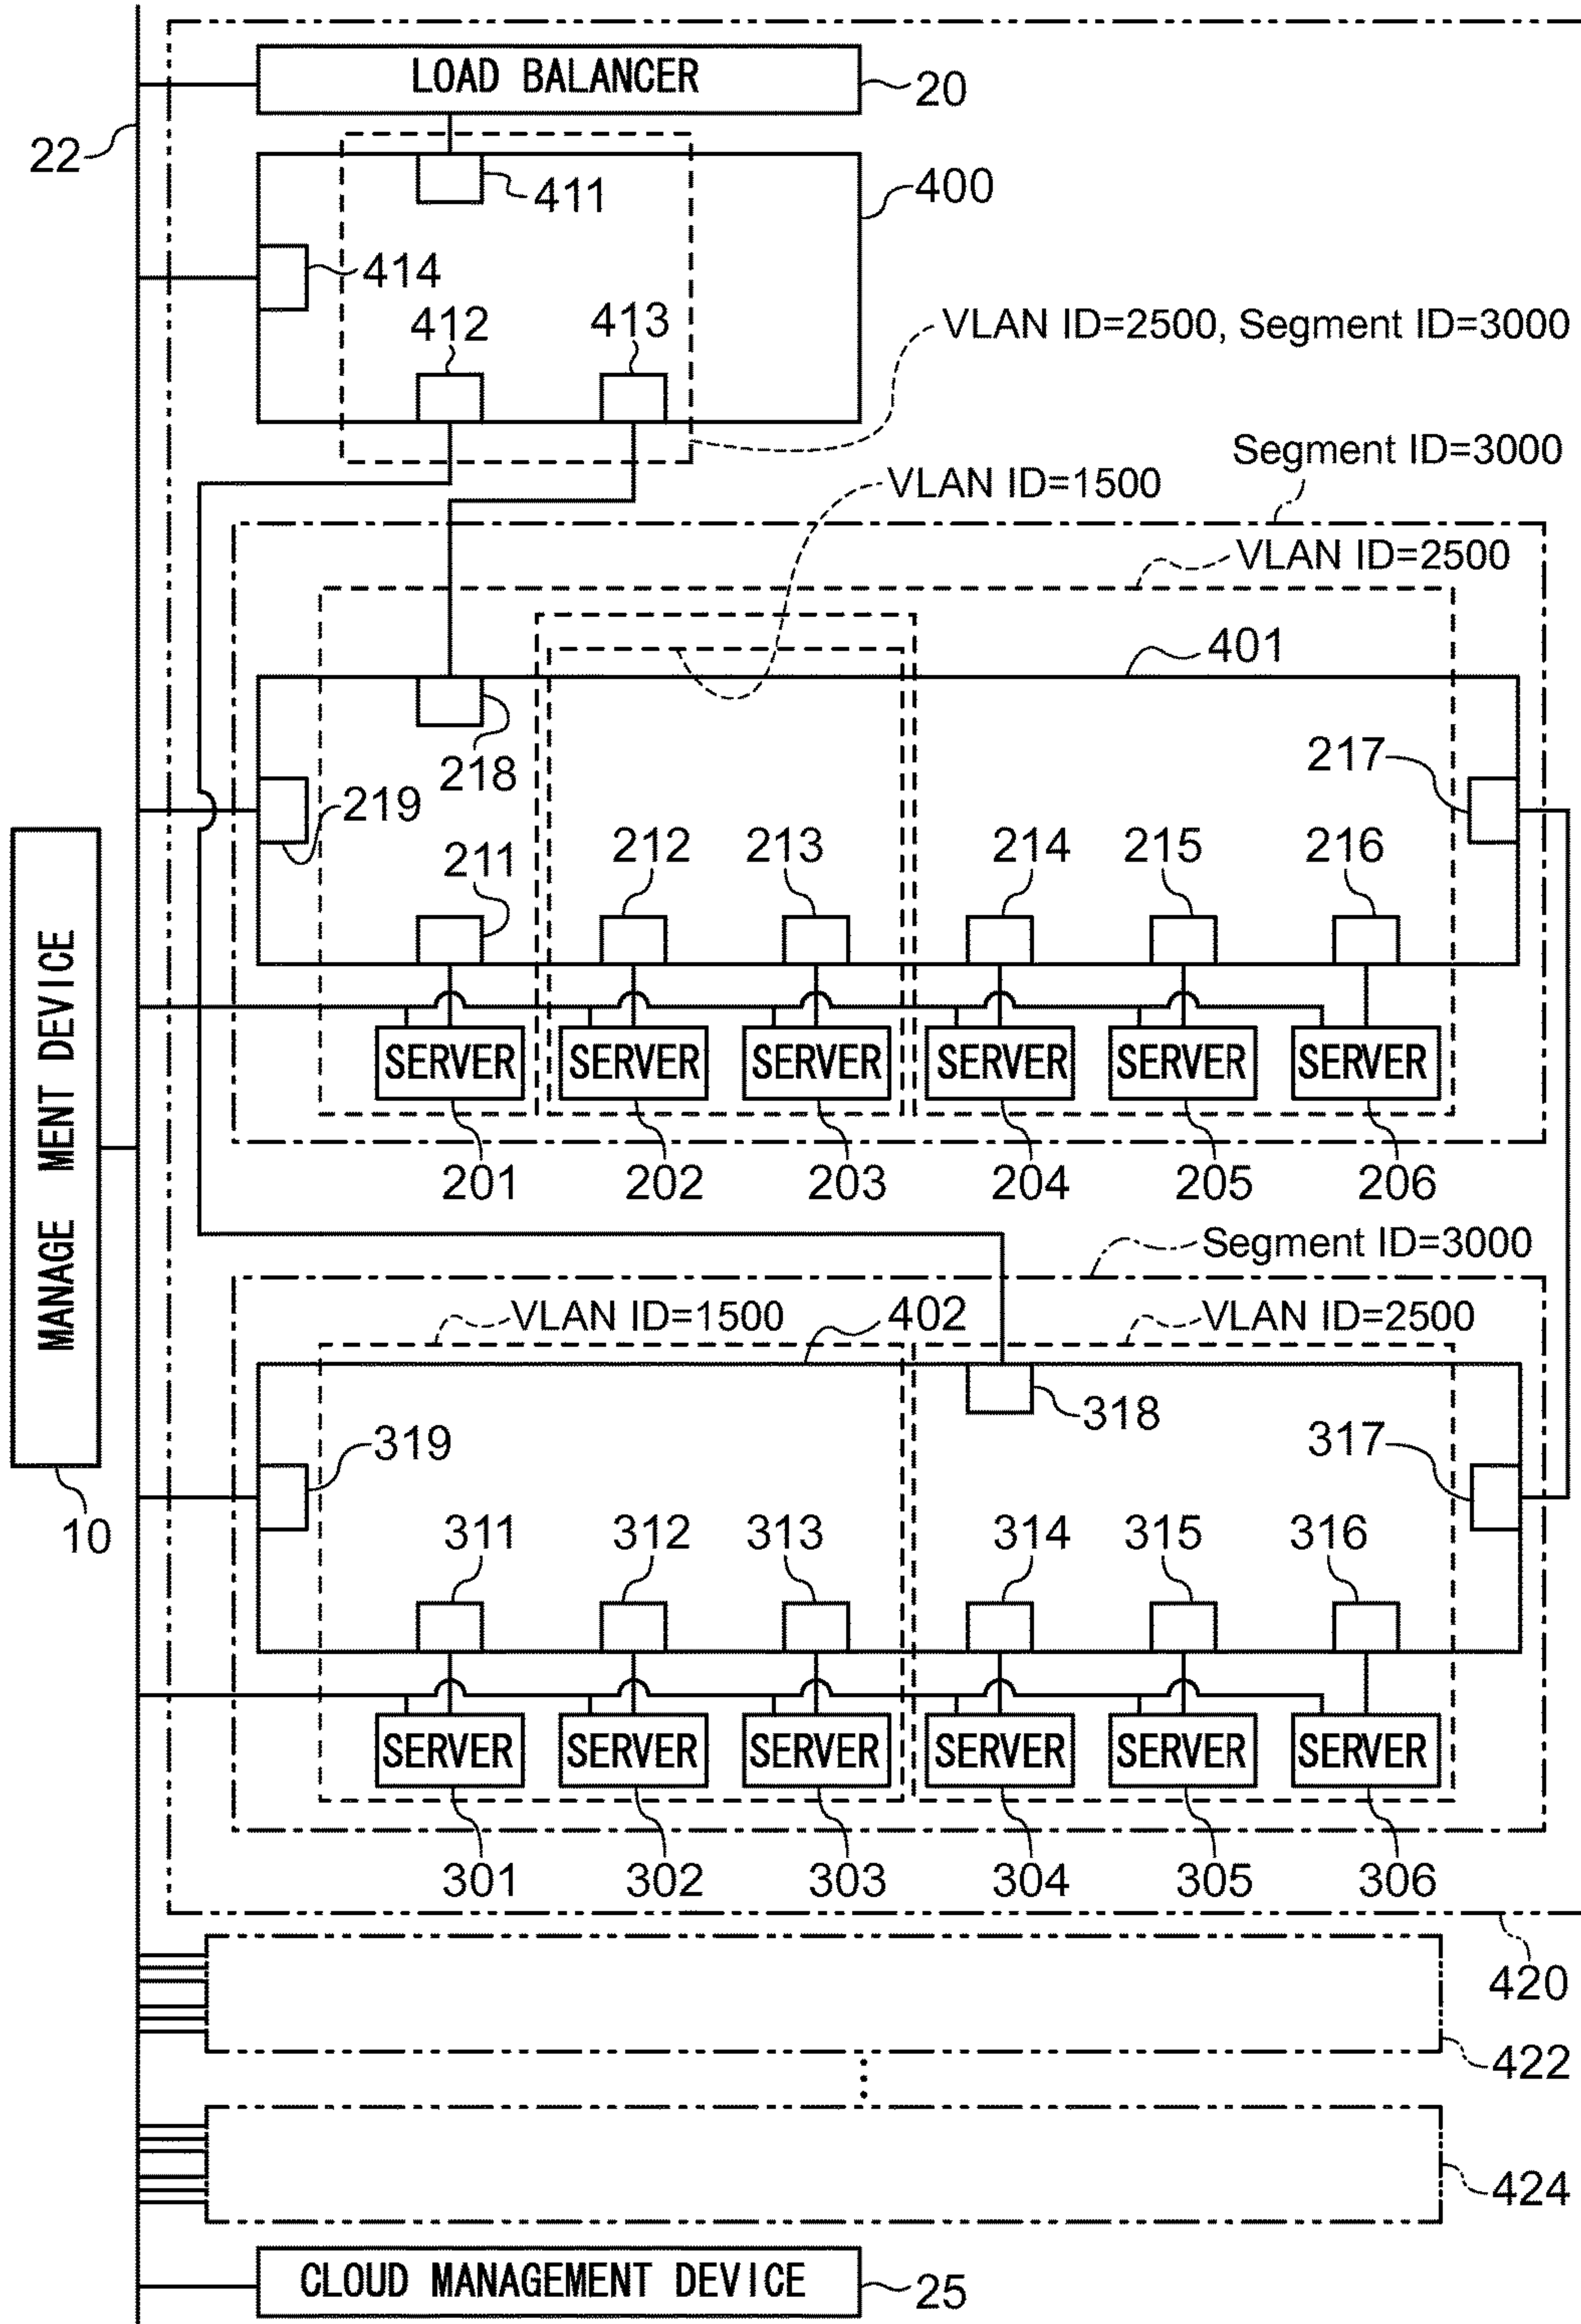 LOAD BALANCER
20
22
411
400
414
412
413
VLAN ID=2500, Segment ID=3000
Segment ID=3000
VLAN ID=1500
VLAN ID=2500
401
218
217
219
211
212
213
214
215
216
MANAGE MENT DEVICE
SERVER SERVER SERVER SERVER SERVER SERVER
201 202 203 204 205 206
Segment ID=3000
VLAN ID=1500
402
VLAN ID=2500
318
319
317
10
311 312 313 314 315 316
SERVER SERVER SERVER SERVER SERVER SERVER
301 302 303 304 305 306
420
422
424
CLOUD MANAGEMENT DEVICE
25